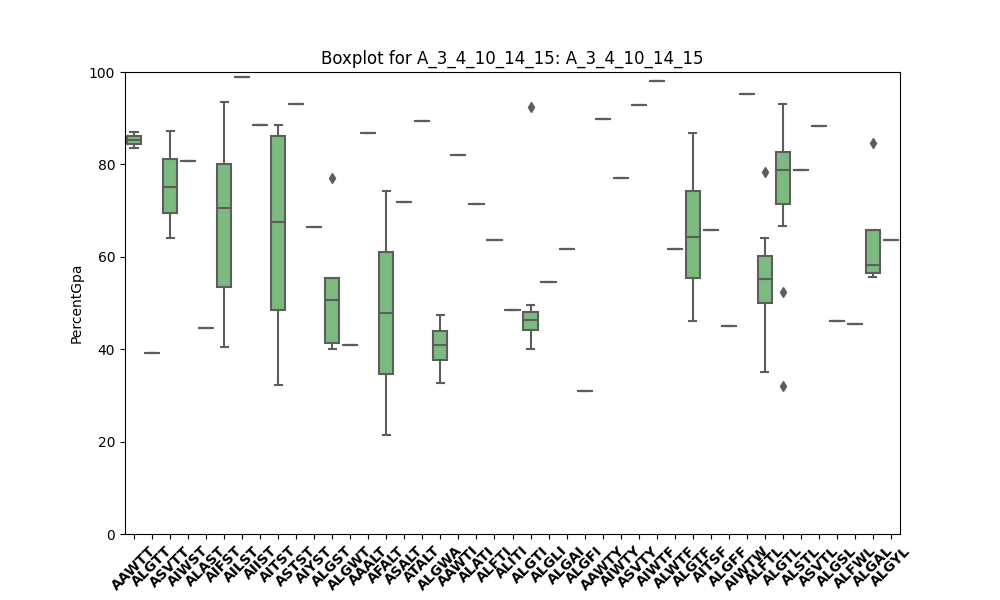 Boxplot for A_3_4_10_14_15: A_3_4_10_14_15
PercentGpa
100
80
60
40
20
0
AAWTT
ALGTT
ASVTT
AIWST
ALAST
AIFST
AILST
AIIST
AITST
ASTST
AIYST
ALGST
ALGWT
AAALT
AFALT
ASALT
ATALT
ALGWA
AAWTI
ALATI
ALFTI
ALITI
ALGTI
ALGLI
ALGAI
ALGFI
AAWTY
AIWTY
ASVTY
AIWTF
ALWTF
ALGTF
AITSF
ALGFF
AIWTW
ALFTL
ALGTL
ALSTL
ASVTL
ALGSL
ALFWL
ALGAL
ALGYL